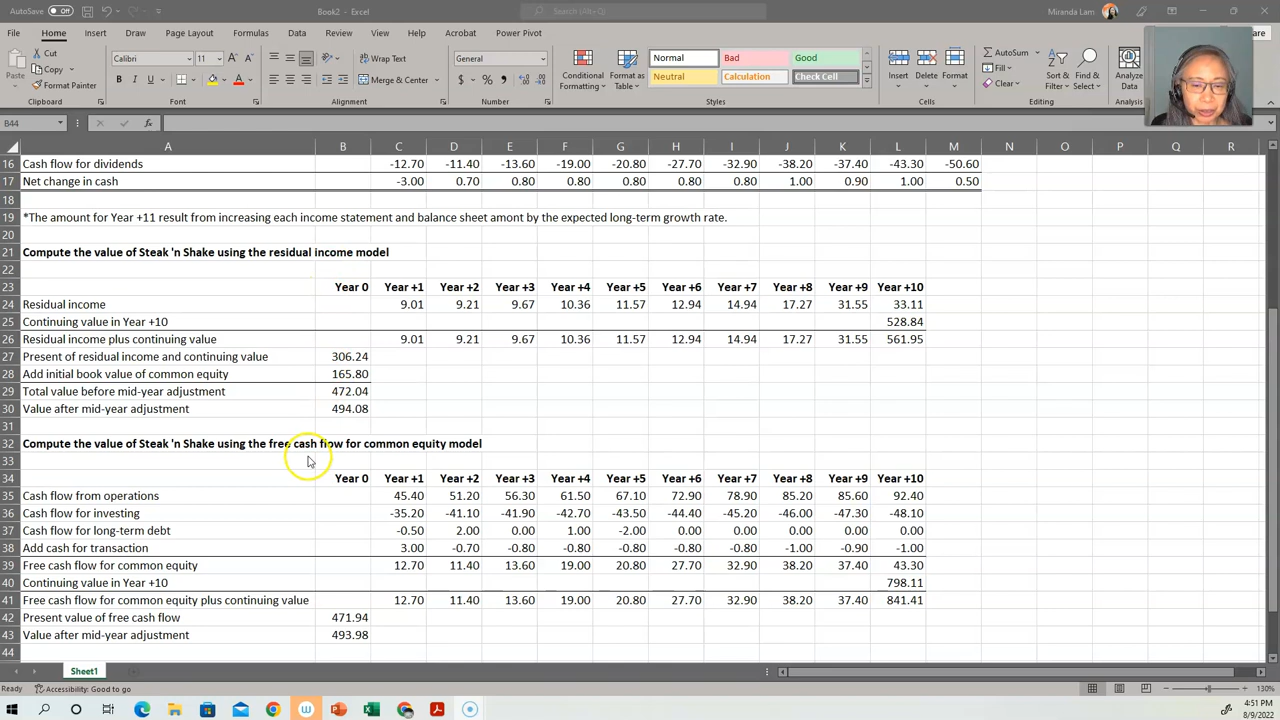 AutoSave Off Book2 - Excel Search (Alt+Q) Miranda Lam
File Home Insert Draw Page Layout Formulas Data Review View Help Acrobat Power Pivot
Cut Calibri 11 Wrap Text General Normal Bad Good AutoSum
Copy Neutral Calculation Check Cell Fill
Paste Format Painter B I U Merge & Center $ % Conditional Formatting Format as Table Insert Delete Format Clear Sort & Filter Find & Select Analyze Data
Clipboard Font Alignment Number Styles Cells Editing Analysis
B44 fx
A B C D E F G H I J K L M N O P Q R
16 Cash flow for dividends -12.70 -11.40 -13.60 -19.00 -20.80 -27.70 -32.90 -38.20 -37.40 -43.30 -50.60
17 Net change in cash -3.00 0.70 0.80 0.80 0.80 0.80 0.80 1.00 0.90 1.00 0.50
18
19 *The amount for Year +11 result from increasing each income statement and balance sheet amont by the expected long-term growth rate.
20
21 Compute the value of Steak 'n Shake using the residual income model
22
23 Year 0 Year +1 Year +2 Year +3 Year +4 Year +5 Year +6 Year +7 Year +8 Year +9 Year +10
24 Residual income 9.01 9.21 9.67 10.36 11.57 12.94 14.94 17.27 31.55 33.11
25 Continuing value in Year +10 528.84
26 Residual income plus continuing value 9.01 9.21 9.67 10.36 11.57 12.94 14.94 17.27 31.55 561.95
27 Present of residual income and continuing value 306.24
28 Add initial book value of common equity 165.80
29 Total value before mid-year adjustment 472.04
30 Value after mid-year adjustment 494.08
31
32 Compute the value of Steak 'n Shake using the free cash flow for common equity model
33
34 Year 0 Year +1 Year +2 Year +3 Year +4 Year +5 Year +6 Year +7 Year +8 Year +9 Year +10
35 Cash flow from operations 45.40 51.20 56.30 61.50 67.10 72.90 78.90 85.20 85.60 92.40
36 Cash flow for investing -35.20 -41.10 -41.90 -42.70 -43.50 -44.40 -45.20 -46.00 -47.30 -48.10
37 Cash flow for long-term debt -0.50 2.00 0.00 1.00 -2.00 0.00 0.00 0.00 0.00 0.00
38 Add cash for transaction 3.00 -0.70 -0.80 -0.80 -0.80 -0.80 -0.80 -1.00 -0.90 -1.00
39 Free cash flow for common equity 12.70 11.40 13.60 19.00 20.80 27.70 32.90 38.20 37.40 43.30
40 Continuing value in Year +10 798.11
41 Free cash flow for common equity plus continuing value 12.70 11.40 13.60 19.00 20.80 27.70 32.90 38.20 37.40 841.41
42 Present value of free cash flow 471.94
43 Value after mid-year adjustment 493.98
44
Sheet1
Ready Accessibility: Good to go 130%
4:51 PM
8/9/2022